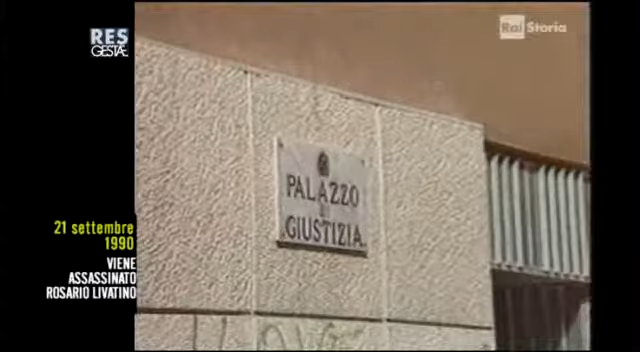 RES
GESTÆ
Rai Storia
21 settembre
1990
VIENE
ASSASSINATO
ROSARIO LIVATINO
PALAZZO
DI
GIUSTIZIA